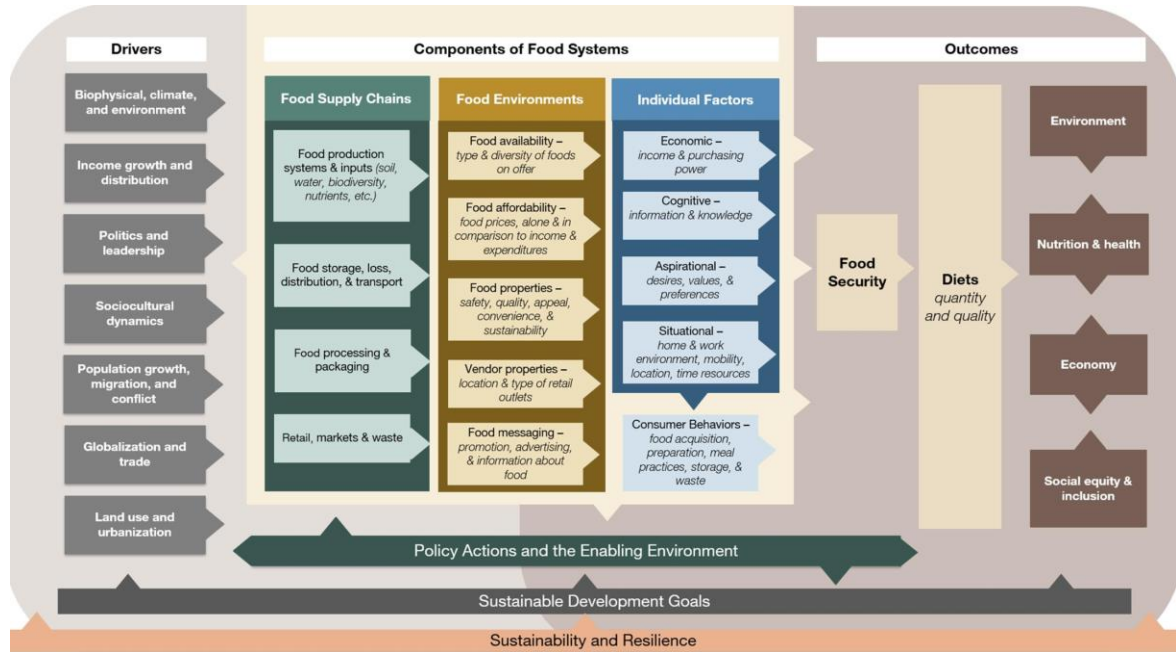 Drivers
Components of Food Systems
Outcomes
Biophysical, climate,
and environment
Income growth and
distribution
Politics and
leadership
Sociocultural
dynamics
Population growth,
migration, and
conflict
Globalization and
trade
Land use and
urbanization
Food Supply Chains
Food production
systems & inputs (soil,
water, biodiversity,
nutrients, etc.)
Food storage, loss,
distribution, & transport
Food processing &
packaging
Retail, markets & waste
Food Environments
Food availability –
type & diversity of foods
on offer
Food affordability –
food prices, alone & in
comparison to income &
expenditures
Food properties –
safety, quality, appeal,
convenience, &
sustainability
Vendor properties –
location & type of retail
outlets
Food messaging –
promotion, advertising,
& information about
food
Individual Factors
Economic –
income & purchasing
power
Cognitive –
information & knowledge
Aspirational –
desires, values, &
preferences
Situational –
home & work
environment, mobility,
location, time resources
Consumer Behaviors –
food acquisition,
preparation, meal
practices, storage, &
waste
Food
Security
Diets
quantity
and quality
Environment
Nutrition & health
Economy
Social equity &
inclusion
Policy Actions and the Enabling Environment
Sustainable Development Goals
Sustainability and Resilience